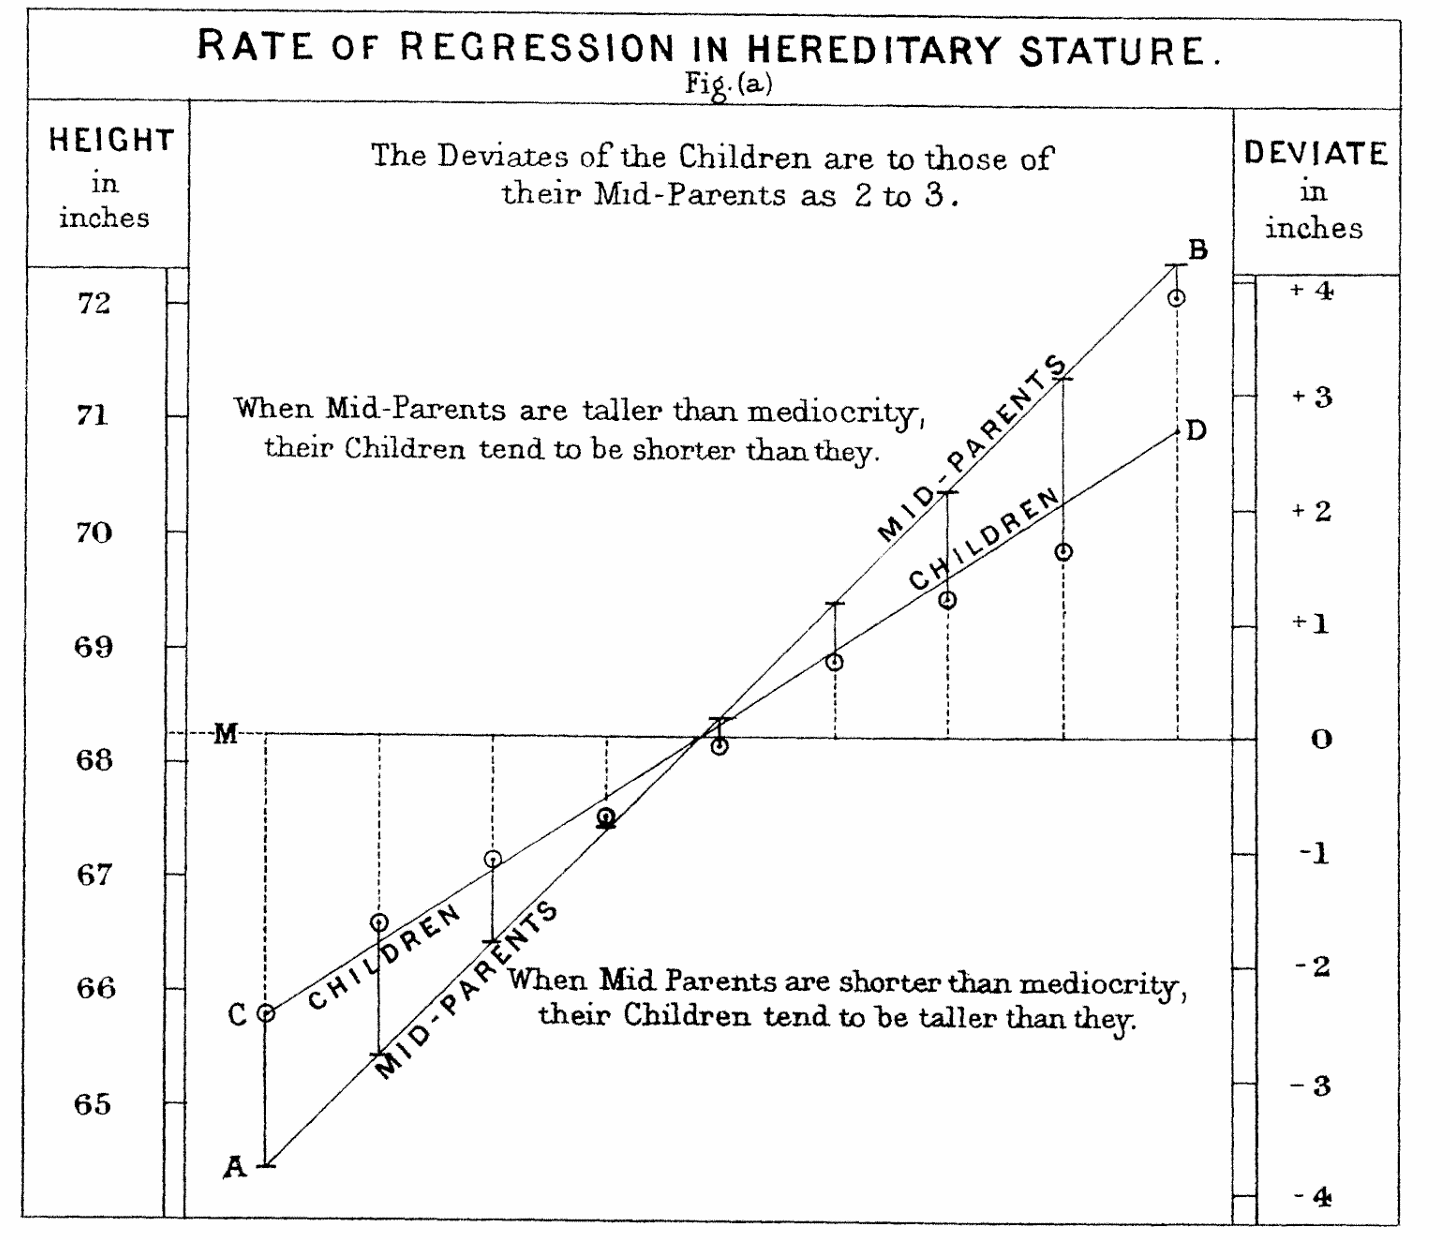 RATE OF REGRESSION IN HEREDITARY STATURE.
Fig. (a)
HEIGHT
in
inches
The Deviates of the Children are to those of
their Mid-Parents as 2 to 3.
DEVIATE
in
inches
B
72
+ 4
71
+ 3
When Mid-Parents are taller than mediocrity,
their Children tend to be shorter than they.
MID-PARENTS
D
CHILDREN
70
+ 2
69
+ 1
M
0
68
67
-1
CHILDREN
MID-PARENTS
66
- 2
When Mid Parents are shorter than mediocrity,
their Children tend to be taller than they.
C
65
- 3
A
- 4